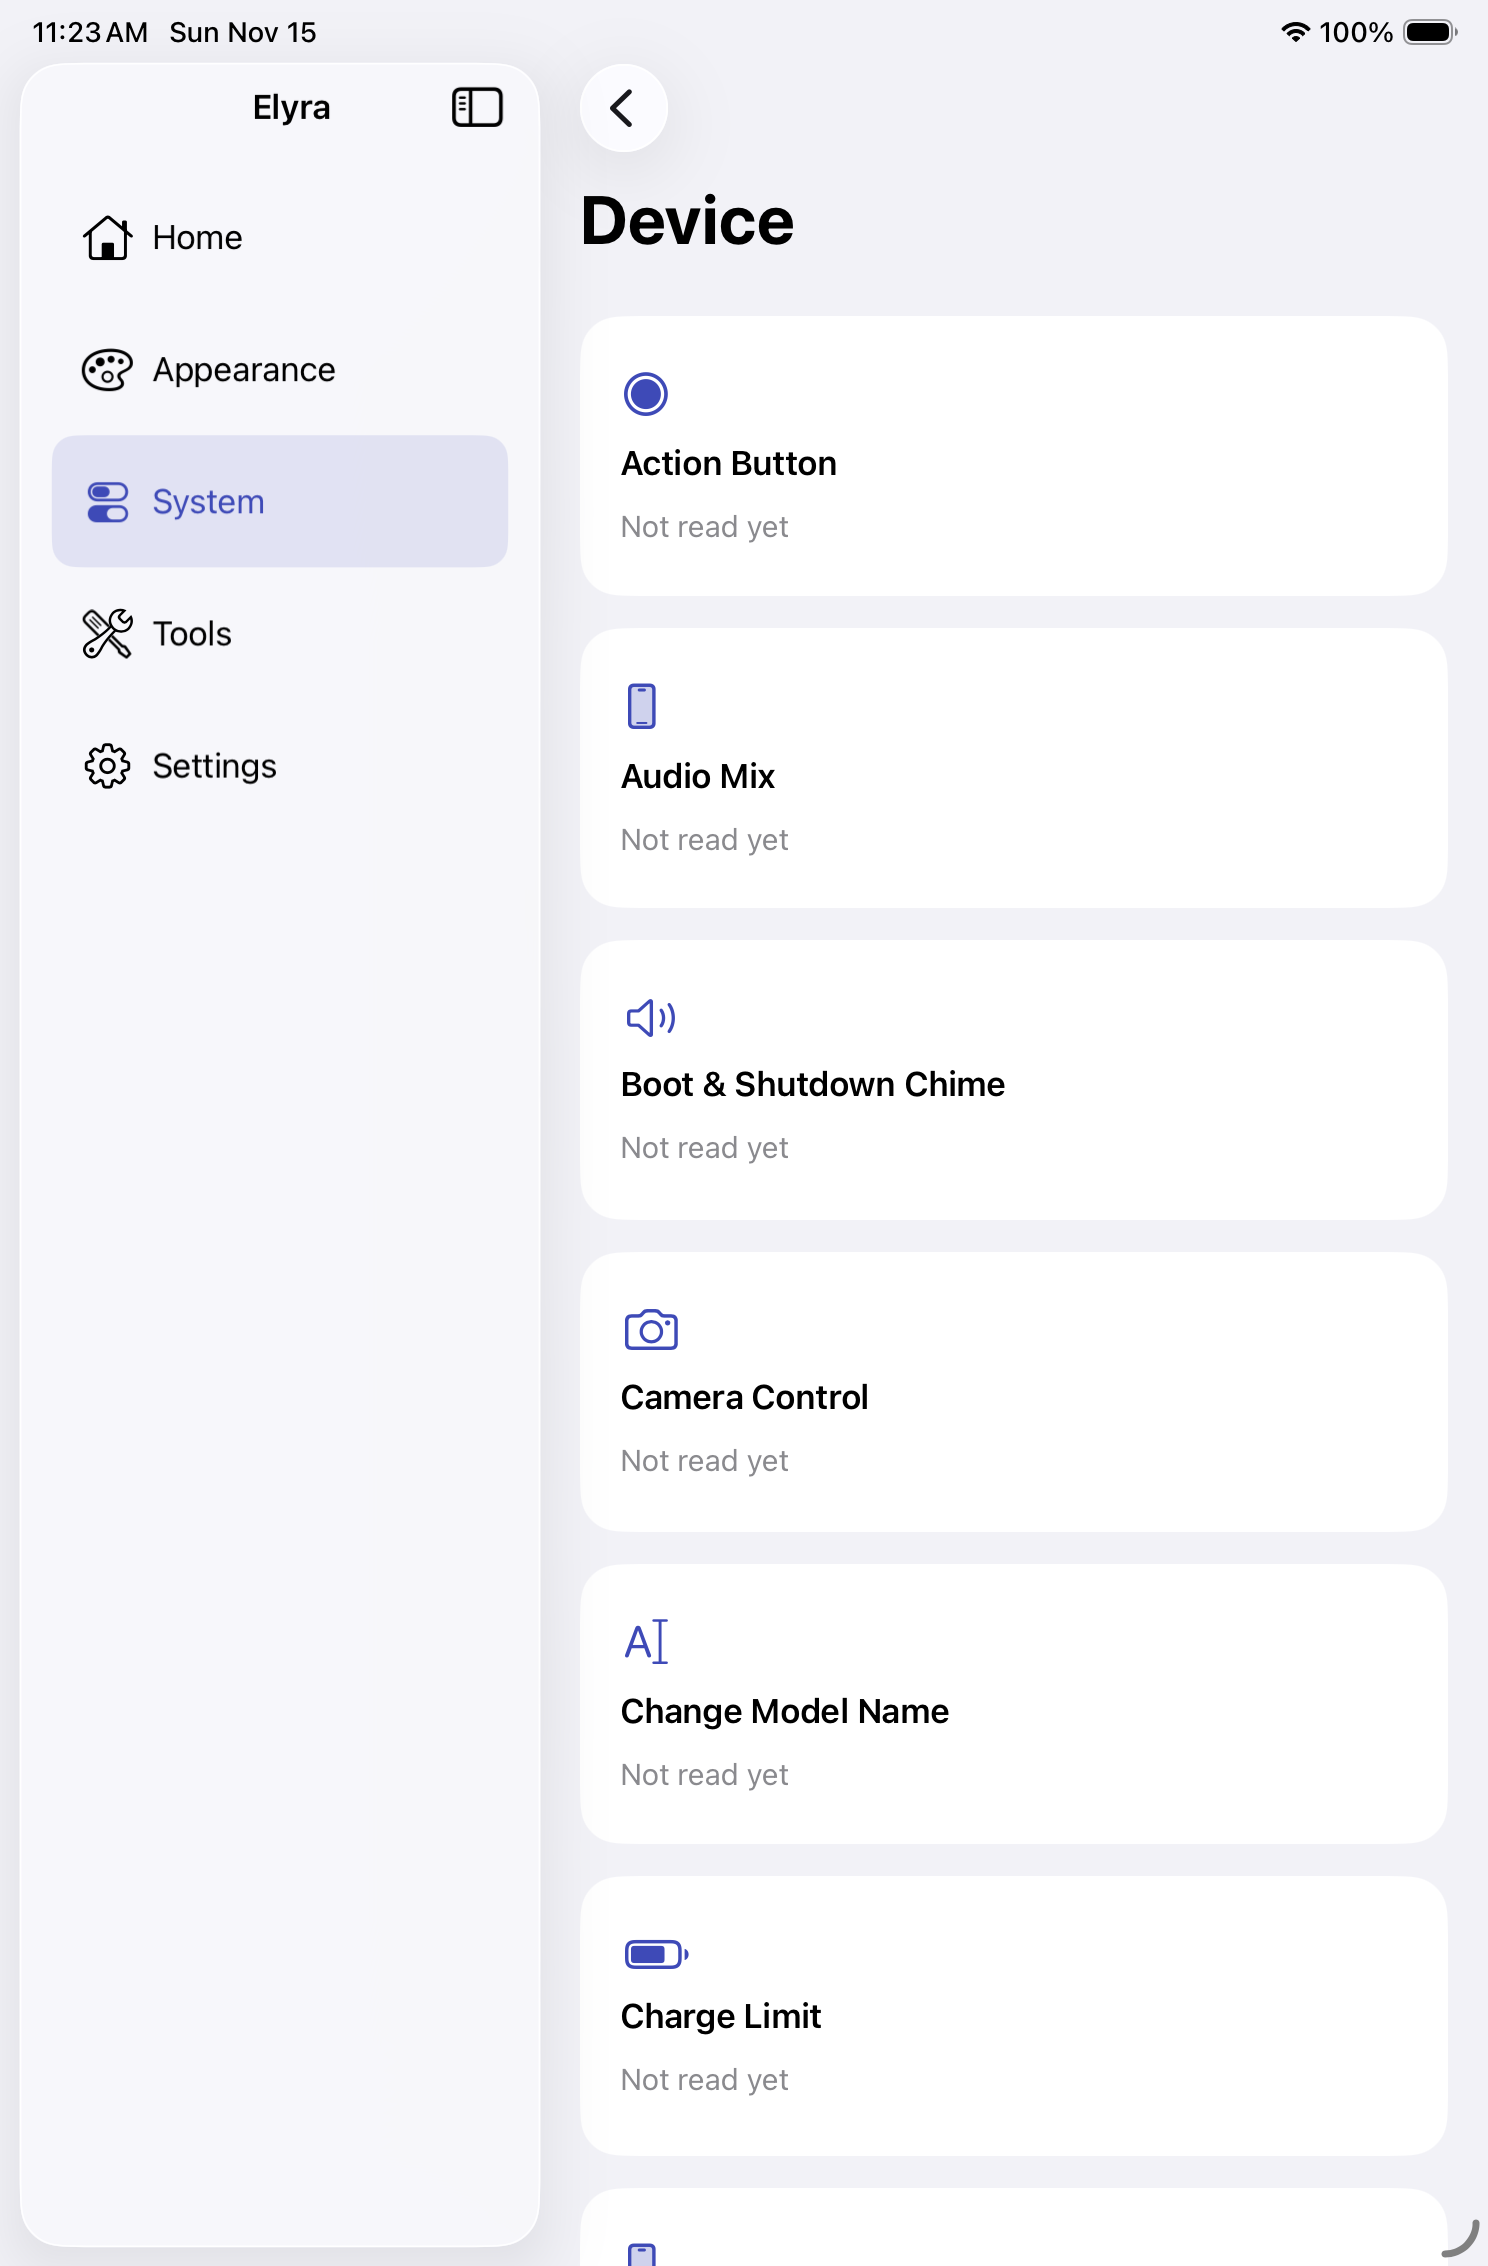 11:23 AM Sun Nov 15
100%
Elyra
Home
Appearance
System
Tools
Settings
Device
Action Button
Not read yet
Audio Mix
Not read yet
Boot & Shutdown Chime
Not read yet
Camera Control
Not read yet
Change Model Name
Not read yet
Charge Limit
Not read yet